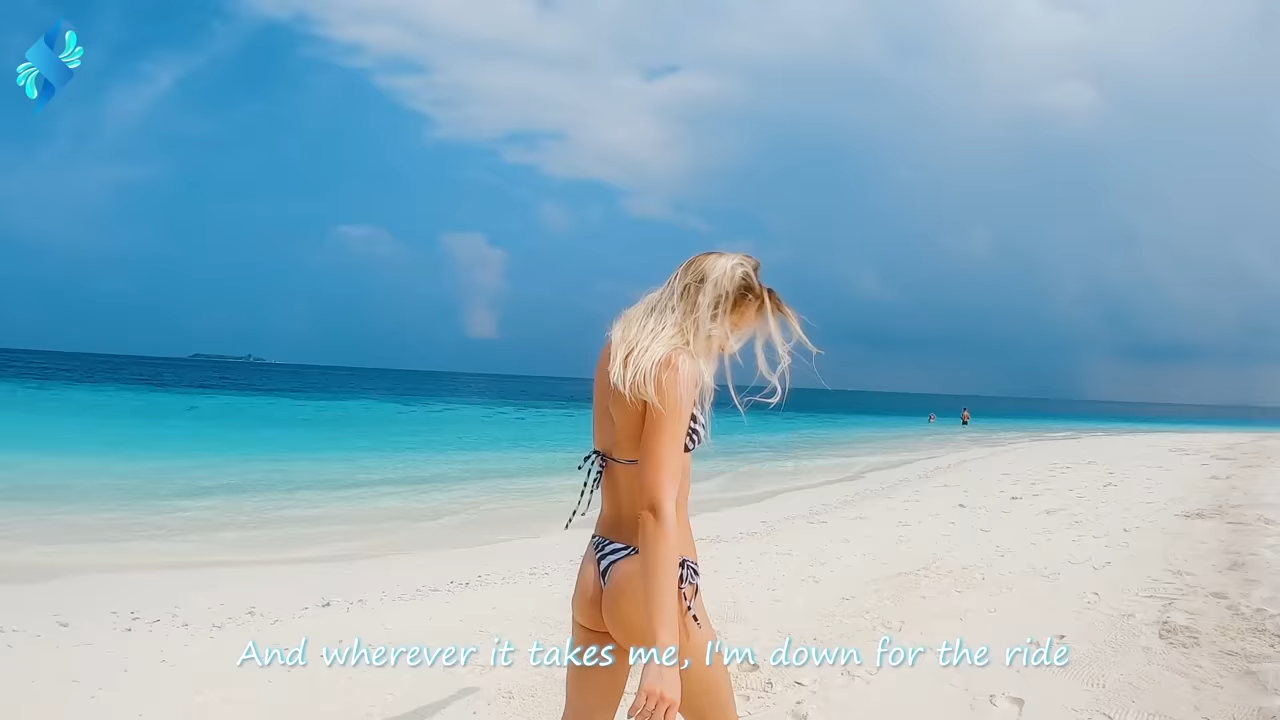 And wherever it takes me, I'm down for the ride